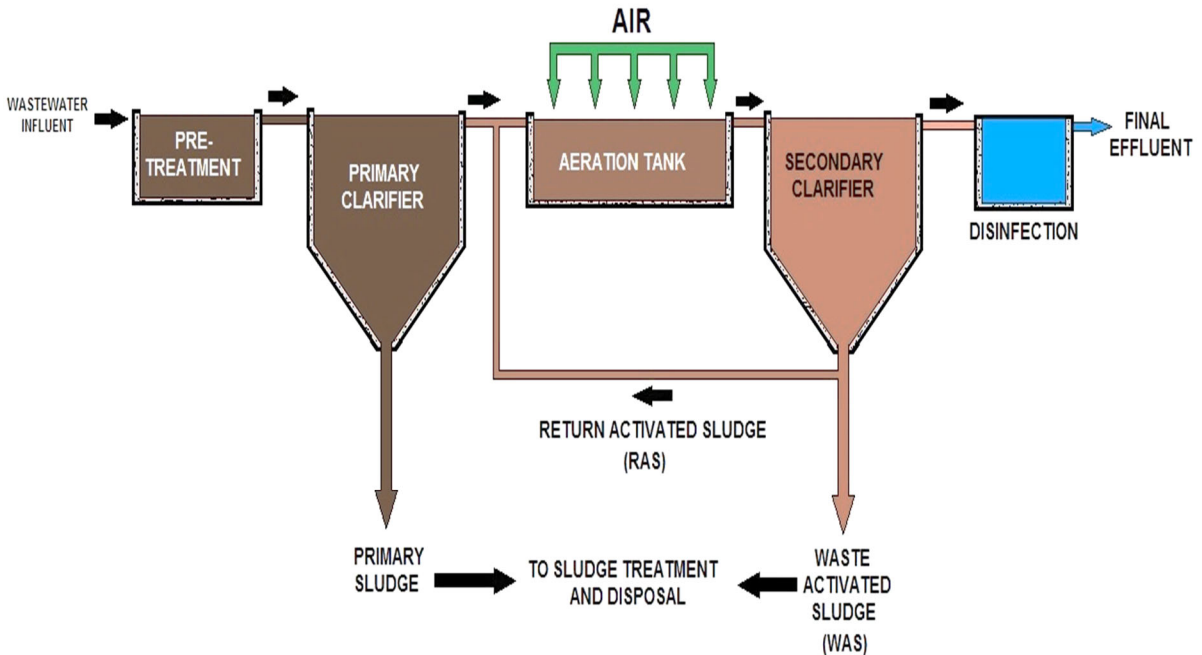 AIR
WASTEWATER
INFLUENT
PRE-
TREATMENT
PRIMARY
CLARIFIER
AERATION TANK
SECONDARY
CLARIFIER
DISINFECTION
FINAL
EFFLUENT
RETURN ACTIVATED SLUDGE
(RAS)
PRIMARY
SLUDGE
TO SLUDGE TREATMENT
AND DISPOSAL
WASTE
ACTIVATED
SLUDGE
(WAS)